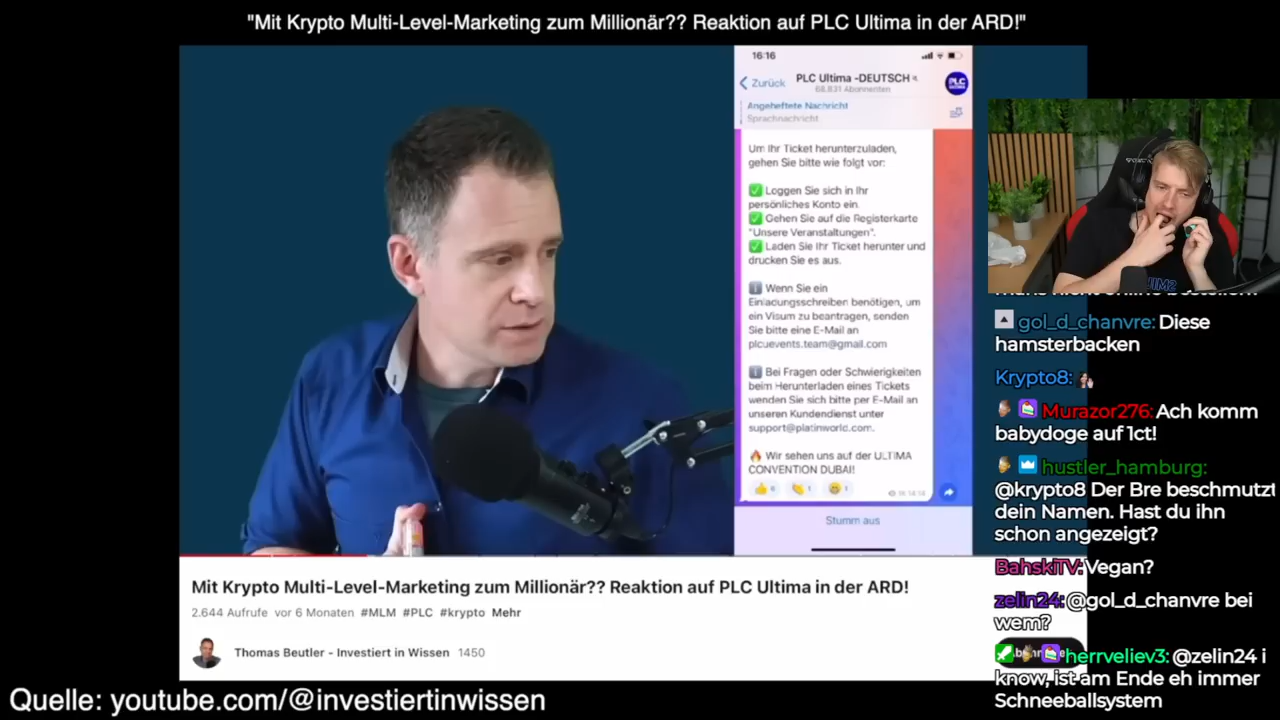 "Mit Krypto Multi-Level-Marketing zum Millionär?? Reaktion auf PLC Ultima in der ARD!"
16:16
Zurück
PLC Ultima -DEUTSCH
68.831 Abonnenten
PLC
Angeheftete Nachricht
Sprachnachricht
Um Ihr Ticket herunterzuladen,
gehen Sie bitte wie folgt vor:
✅ Loggen Sie sich in Ihr
persönliches Konto ein.
✅ Gehen Sie auf die Registerkarte
"Unsere Veranstaltungen".
✅ Laden Sie Ihr Ticket herunter und
drucken Sie es aus.
ℹ️ Wenn Sie ein
Einladungsschreiben benötigen, um
ein Visum zu beantragen, senden
Sie bitte eine E-Mail an
plcuevents.team@gmail.com
ℹ️ Bei Fragen oder Schwierigkeiten
beim Herunterladen eines Tickets
wenden Sie sich bitte per E-Mail an
unseren Kundendienst unter
support@platinworld.com.
🔥 Wir sehen uns auf der ULTIMA
CONVENTION DUBAI!
👍 6 👏 1 1
Stumm aus
Mit Krypto Multi-Level-Marketing zum Millionär?? Reaktion auf PLC Ultima in der ARD!
2.644 Aufrufe vor 6 Monaten #MLM #PLC #krypto Mehr
Thomas Beutler - Investiert in Wissen 1450
Quelle: youtube.com/@investiertinwissen
gol_d_chanvre: Diese
hamsterbacken
Krypto8:
Murazor276: Ach komm
babydoge auf 1ct!
hustler_hamburg:
@krypto8 Der Bre beschmutzt
dein Namen. Hast du ihn
schon angezeigt?
BahskiTV: Vegan?
zelin24: @gol_d_chanvre bei
wem?
herrveliev3: @zelin24 i
know, ist am Ende eh immer
Schneeballsystem